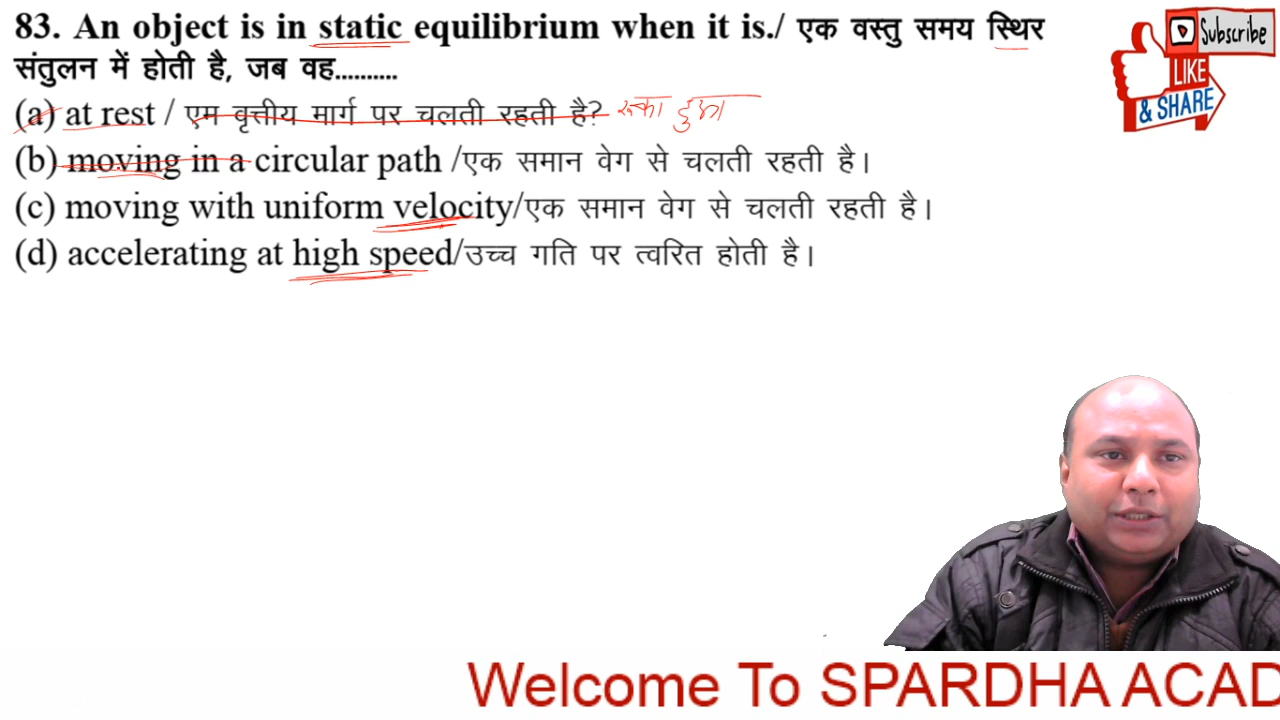 83. An object is in static equilibrium when it is./ एक वस्तु समय स्थिर
संतुलन में होती है, जब वह..........
(a) at rest / एम वृत्तीय मार्ग पर चलती रहती है? रुका हुआ
(b) moving in a circular path /एक समान वेग से चलती रहती है।
(c) moving with uniform velocity/एक समान वेग से चलती रहती है।
(d) accelerating at high speed/उच्च गति पर त्वरित होती है।
Subscribe
LIKE
& SHARE
Welcome To SPARDHA ACAD